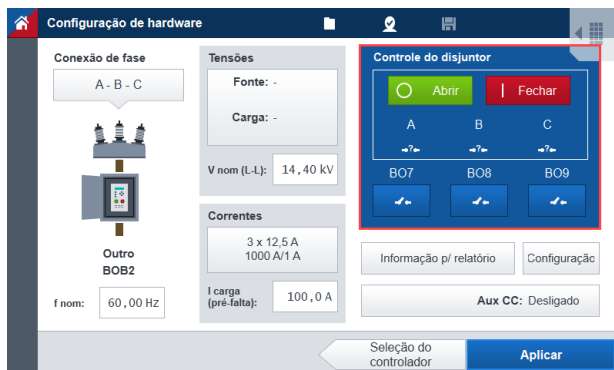 Configuração de hardware
Conexão de fase
A - B - C
Outro
BOB2
f nom: 60,00 Hz
Tensões
Fonte: -
Carga: -
V nom (L-L): 14,40 kV
Correntes
3 x 12,5 A
1000 A/1 A
I carga
(pré-falta): 100,0 A
Controle do disjuntor
Abrir
Fechar
A B C
?
?
?
BO7 BO8 BO9
Informação p/ relatório
Configuraçãc
Aux CC: Desligado
Seleção do
controlador
Aplicar